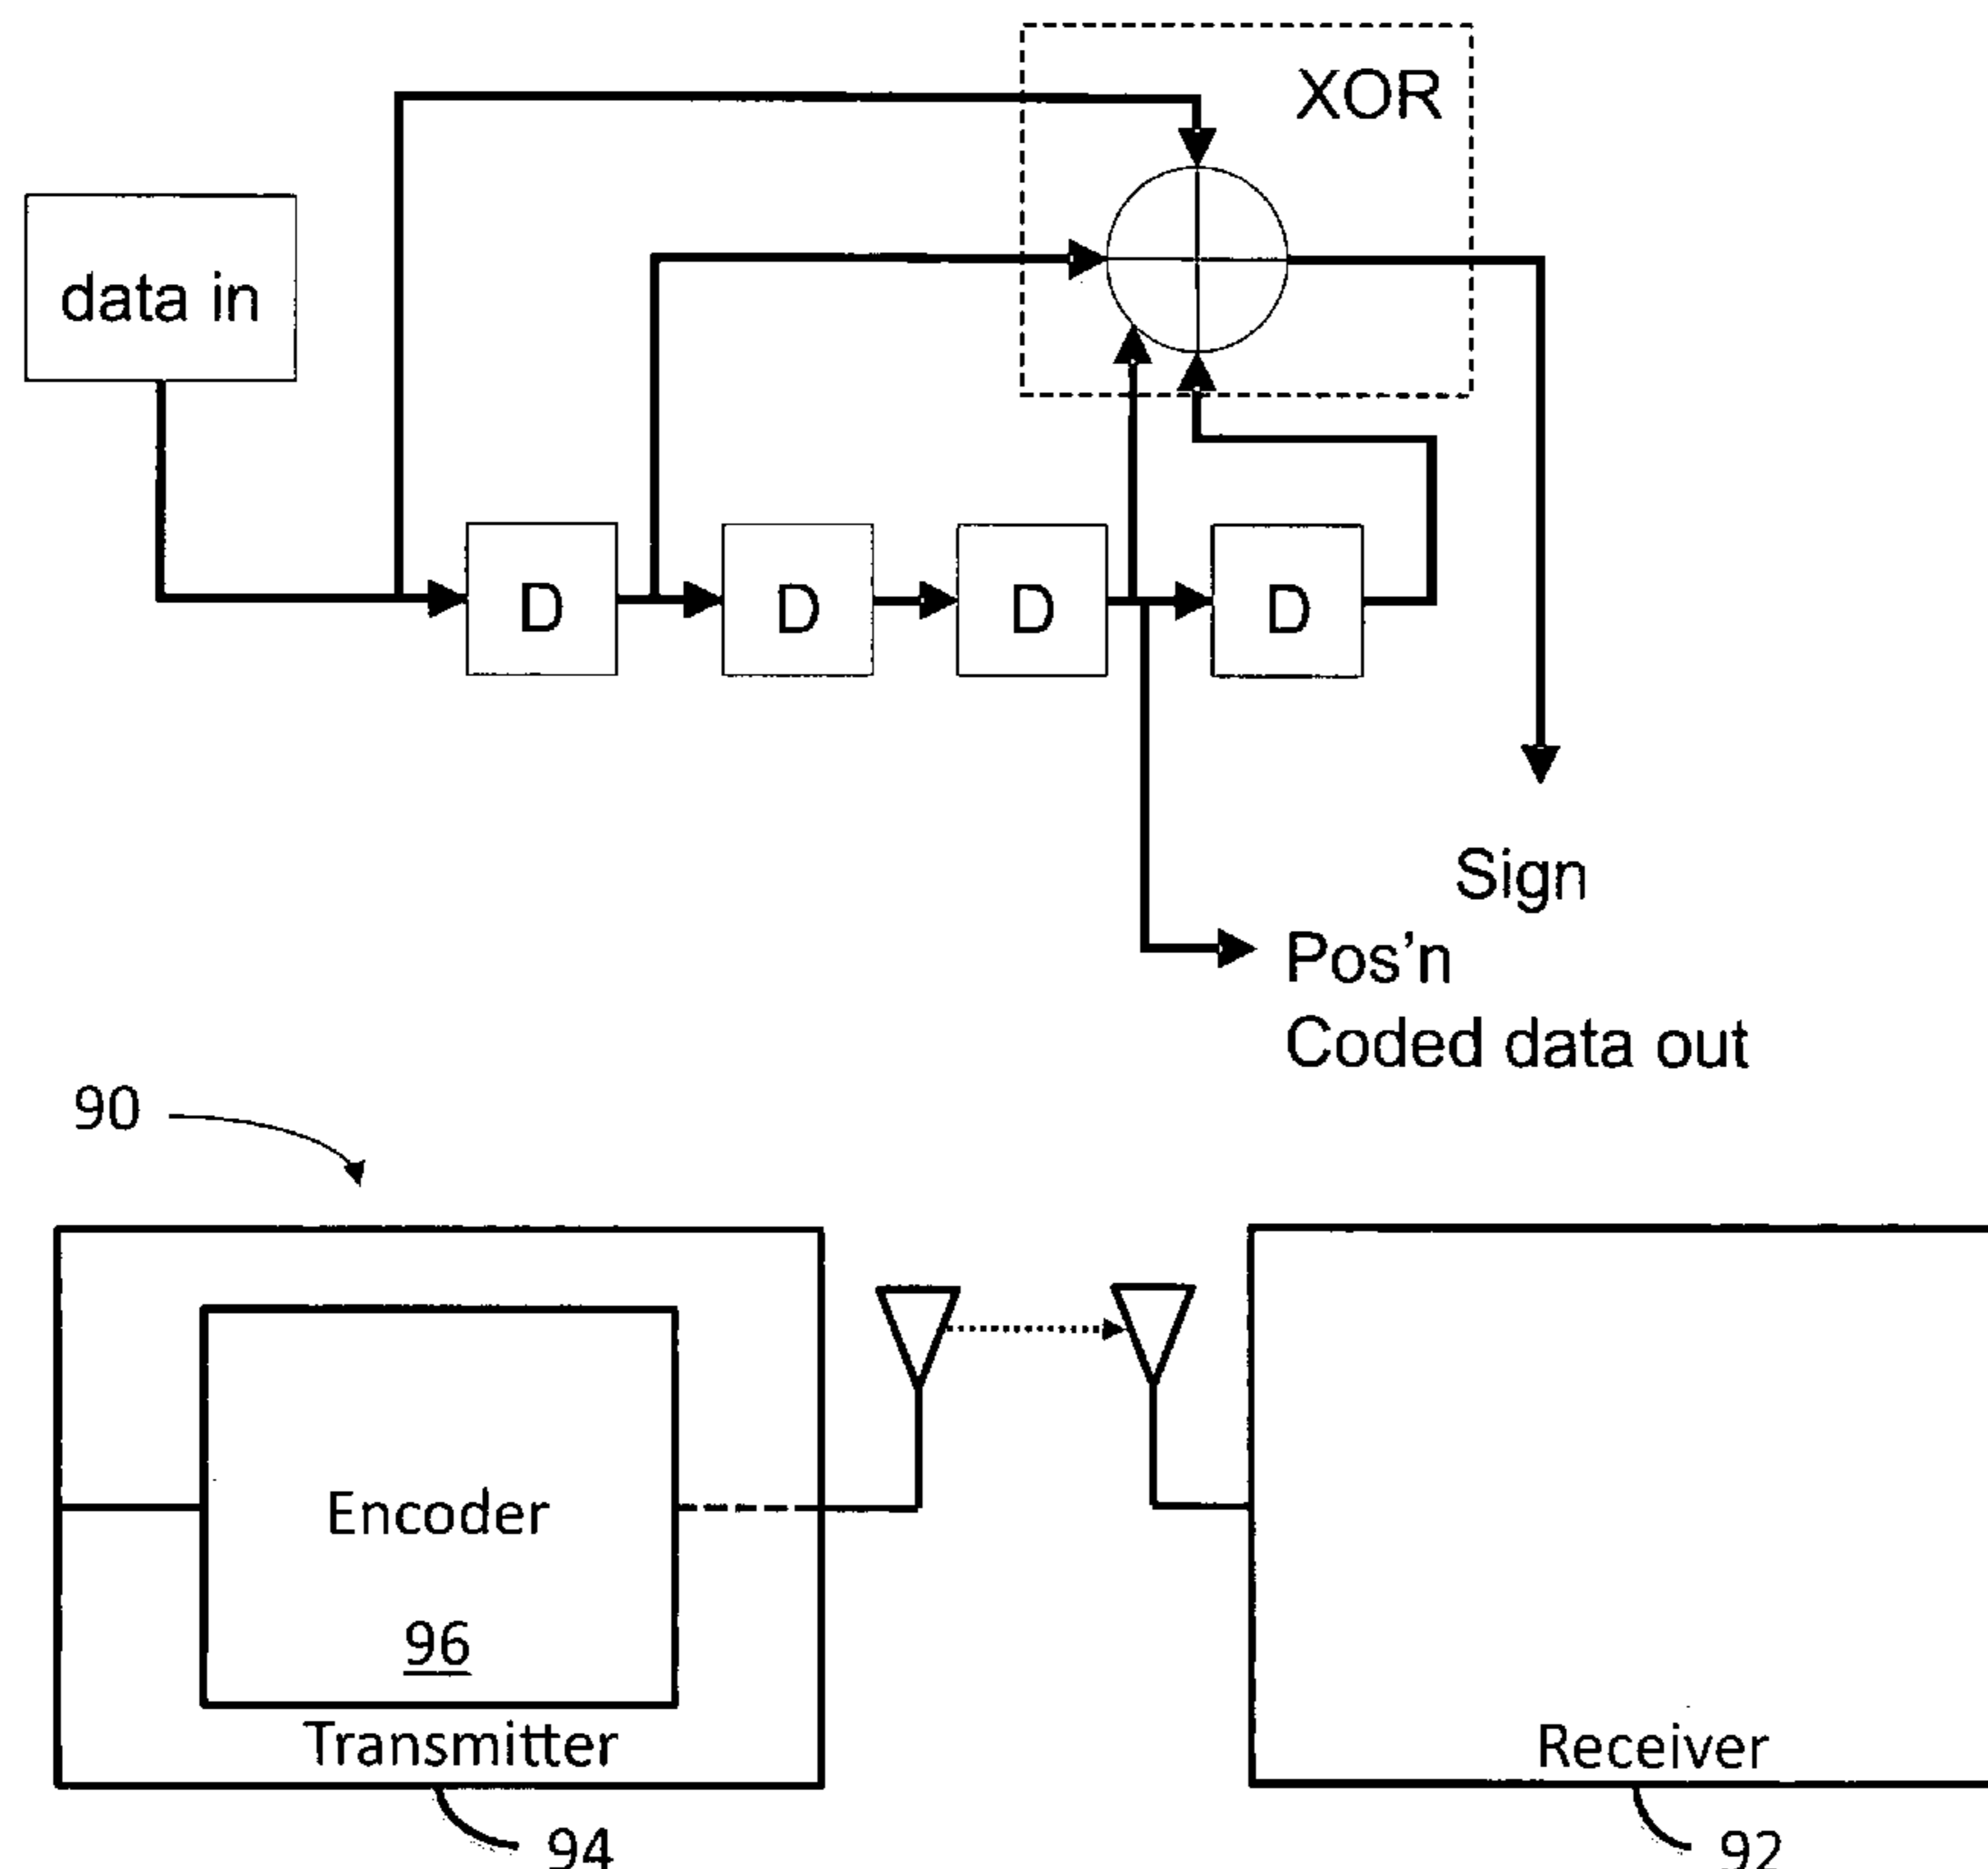 XOR
data in
D
D
D
D
Sign
Pos'n
Coded data out
90
Encoder
96
Transmitter
Receiver
94
92